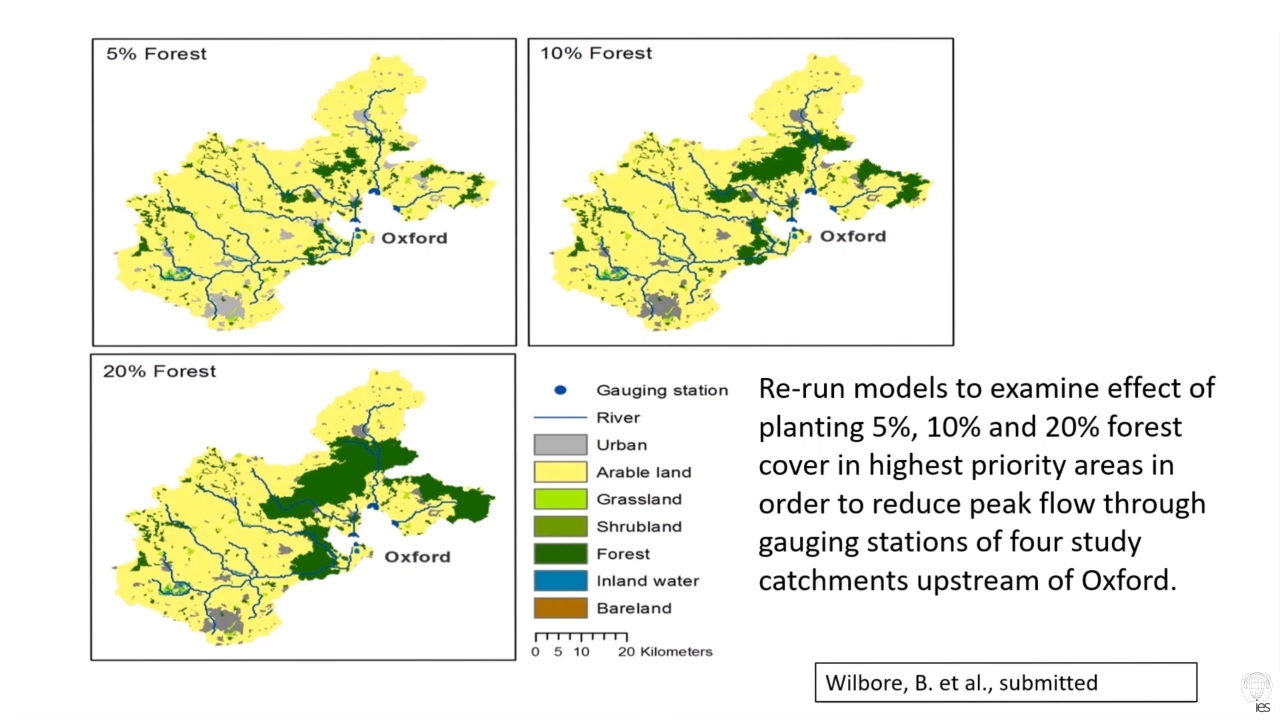 5% Forest
10% Forest
Oxford
Oxford
20% Forest
Oxford
Gauging station
River
Urban
Arable land
Grassland
Shrubland
Forest
Inland water
Bareland
0 5 10 20 Kilometers
Re-run models to examine effect of
planting 5%, 10% and 20% forest
cover in highest priority areas in
order to reduce peak flow through
gauging stations of four study
catchments upstream of Oxford.
Wilbore, B. et al., submitted
ies